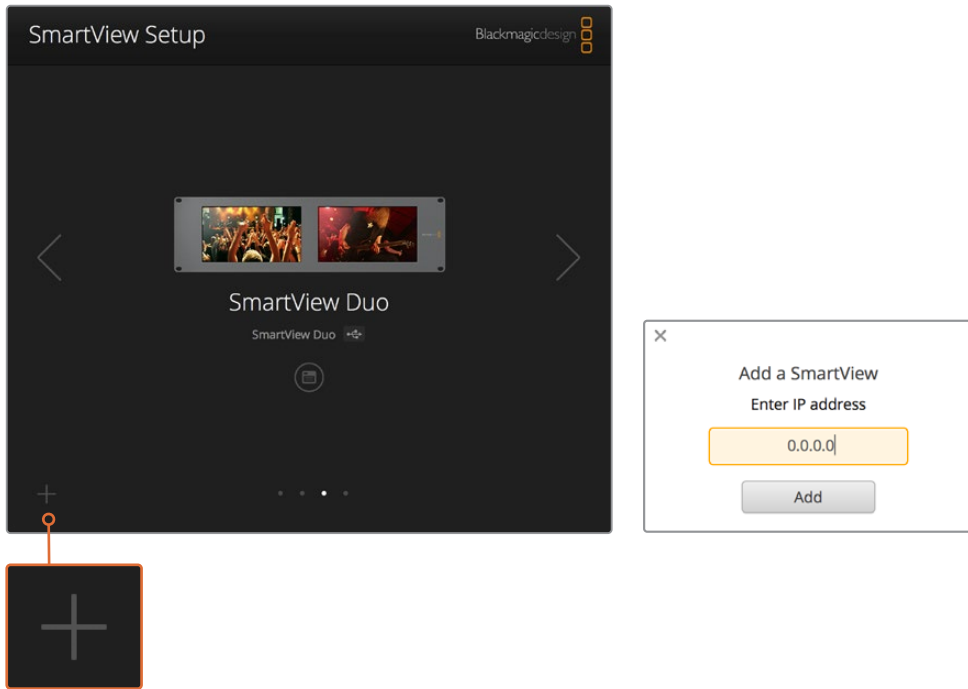 SmartView Setup
Blackmagicdesign
SmartView Duo
SmartView Duo
Add a SmartView
Enter IP address
0.0.0.0
Add